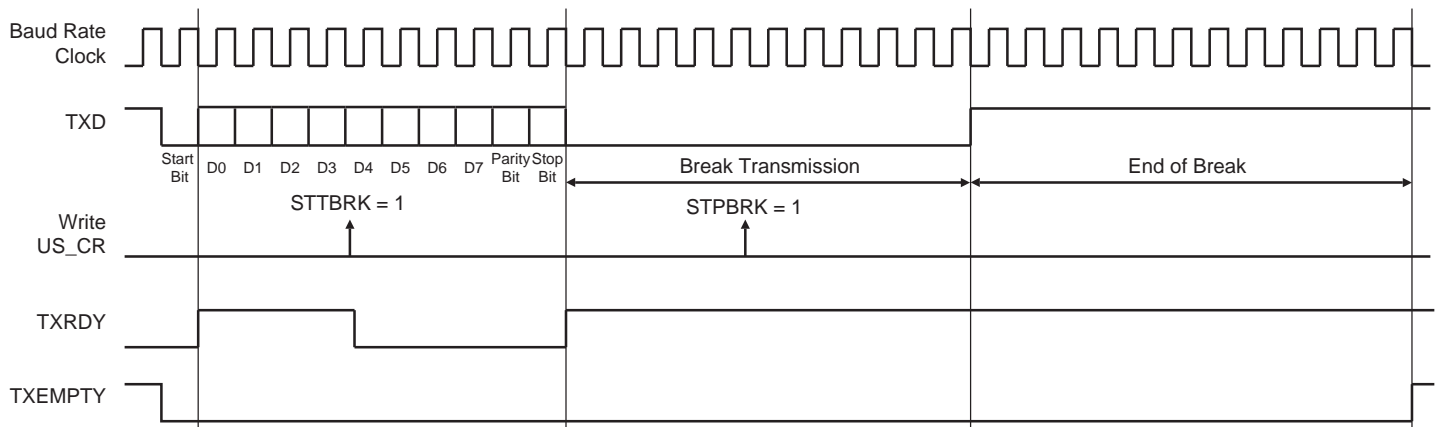 Baud Rate
Clock
TXD
Start
Bit
D0 D1 D2 D3 D4 D5 D6 D7
Parity
Bit
Stop
Bit
Break Transmission
End of Break
STTBRK = 1
STPBRK = 1
Write
US_CR
TXRDY
TXEMPTY